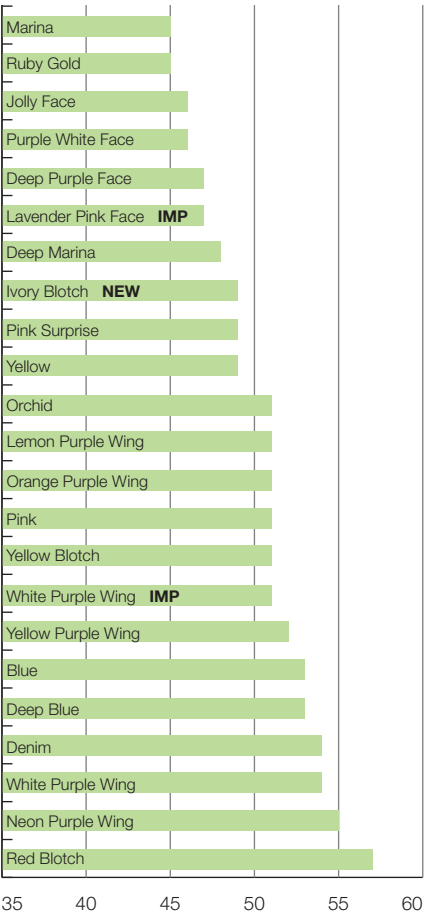 Marina
Ruby Gold
Jolly Face
Purple White Face
Deep Purple Face
Lavender Pink Face IMP
Deep Marina
Ivory Blotch NEW
Pink Surprise
Yellow
Orchid
Lemon Purple Wing
Orange Purple Wing
Pink
Yellow Blotch
White Purple Wing IMP
Yellow Purple Wing
Blue
Deep Blue
Denim
White Purple Wing
Neon Purple Wing
Red Blotch
35 40 45 50 55 60